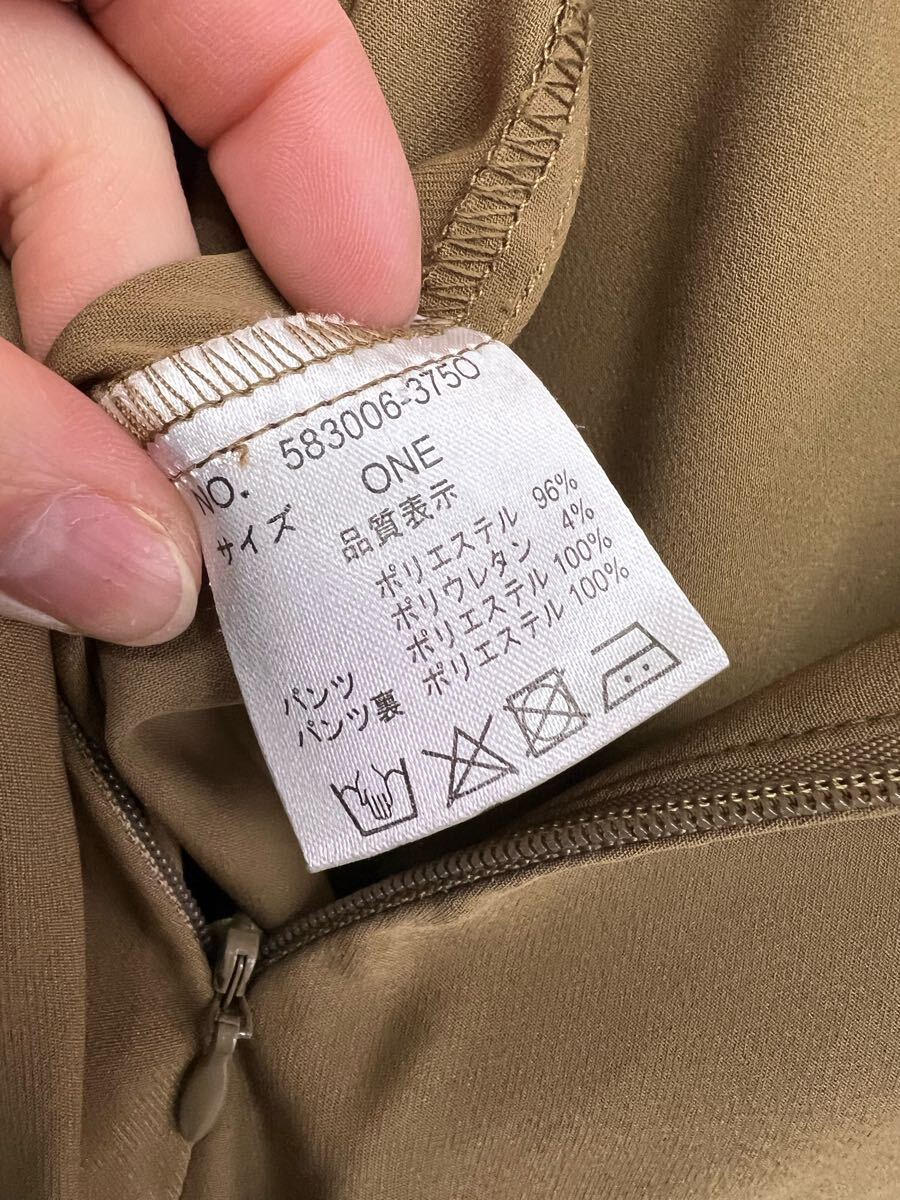 NO. 583006-3750
サイズ ONE
品質表示
ポリエステル 96%
ポリウレタン 4%
パンツ ポリエステル 100%
パンツ裏 ポリエステル 100%